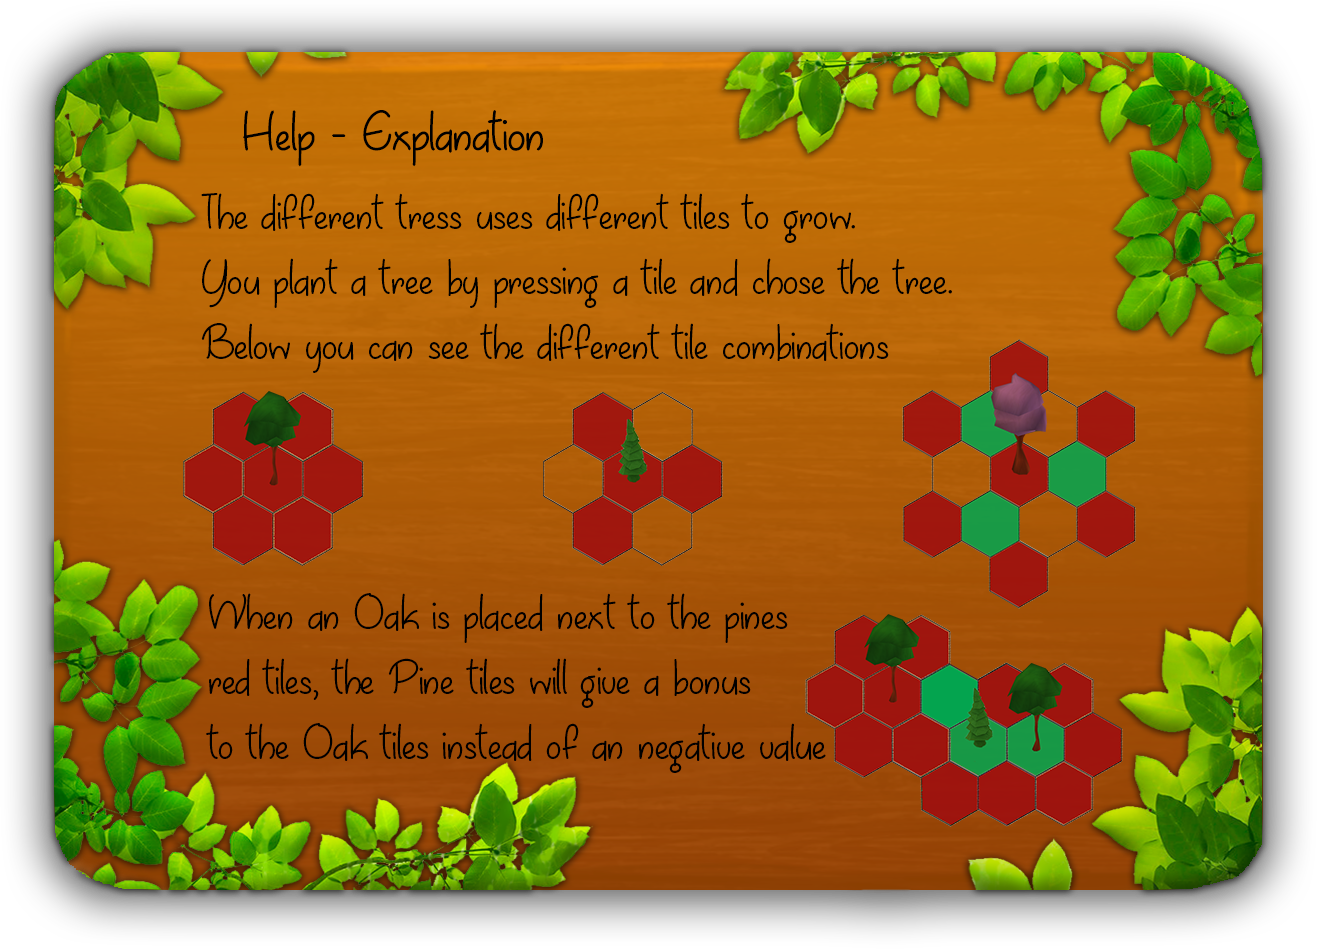 Help - Explanation
The different tress uses different tiles to grow.
You plant a tree by pressing a tile and chose the tree.
Below you can see the different tile combinations
When an Oak is placed next to the pines
red tiles, the Pine tiles will give a bonus
to the Oak tiles instead of an negative value